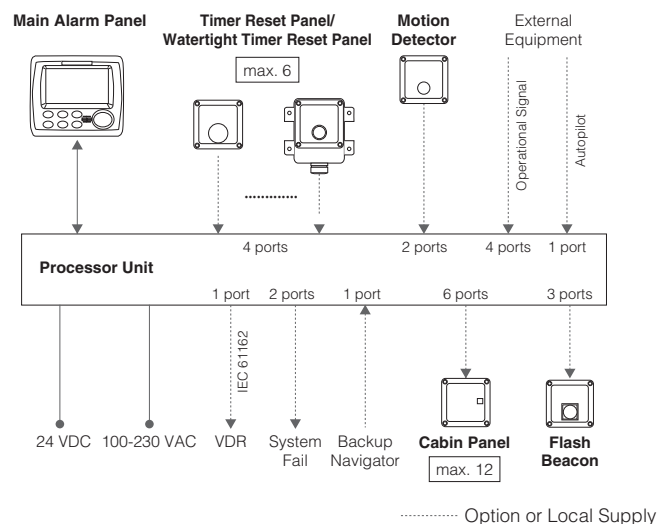 Main Alarm Panel
Timer Reset Panel/
Watertight Timer Reset Panel
max. 6
Motion
Detector
External
Equipment
Operational Signal
Autopilot
4 ports
2 ports
4 ports
1 port
Processor Unit
1 port
2 ports
1 port
6 ports
3 ports
IEC 61162
24 VDC
100-230 VAC
VDR
System
Fail
Backup
Navigator
Cabin Panel
max. 12
Flash
Beacon
Option or Local Supply